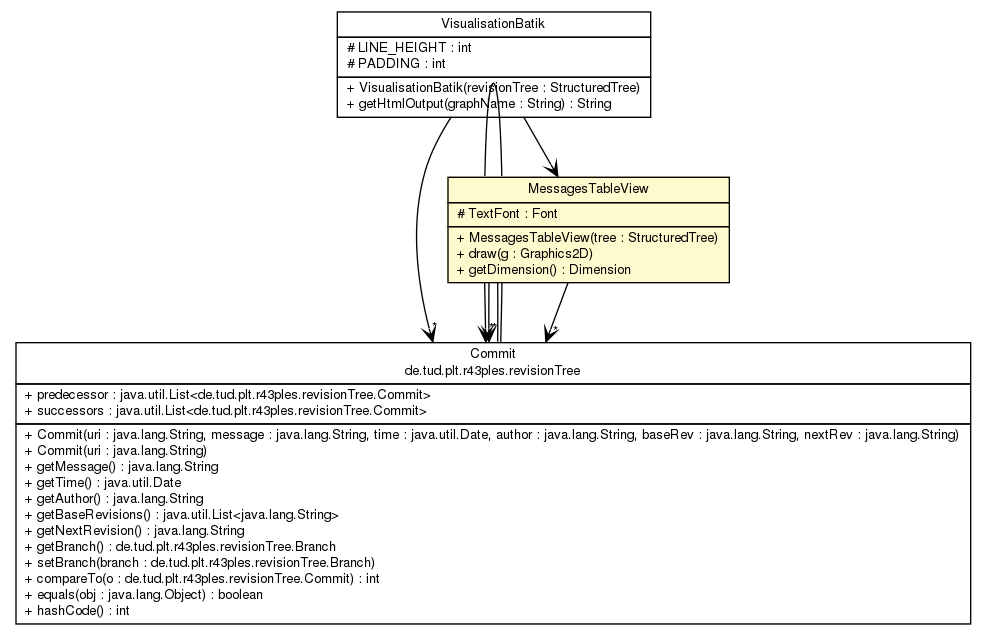 VisualisationBatik
# LINE_HEIGHT : int
# PADDING : int
+ VisualisationBatik(revisionTree : StructuredTree)
+ getHtmlOutput(graphName : String) : String
MessagesTableView
# TextFont : Font
+ MessagesTableView(tree : StructuredTree)
+ draw(g : Graphics2D)
+ getDimension() : Dimension
* * *
Commit
de.tud.plt.r43ples.revisionTree
+ predecessor : java.util.List<de.tud.plt.r43ples.revisionTree.Commit>
+ successors : java.util.List<de.tud.plt.r43ples.revisionTree.Commit>
+ Commit(uri : java.lang.String, message : java.lang.String, time : java.util.Date, author : java.lang.String, baseRev : java.lang.String, nextRev : java.lang.String)
+ Commit(uri : java.lang.String)
+ getMessage() : java.lang.String
+ getTime() : java.util.Date
+ getAuthor() : java.lang.String
+ getBaseRevisions() : java.util.List<java.lang.String>
+ getNextRevision() : java.lang.String
+ getBranch() : de.tud.plt.r43ples.revisionTree.Branch
+ setBranch(branch : de.tud.plt.r43ples.revisionTree.Branch)
+ compareTo(o : de.tud.plt.r43ples.revisionTree.Commit) : int
+ equals(obj : java.lang.Object) : boolean
+ hashCode() : int